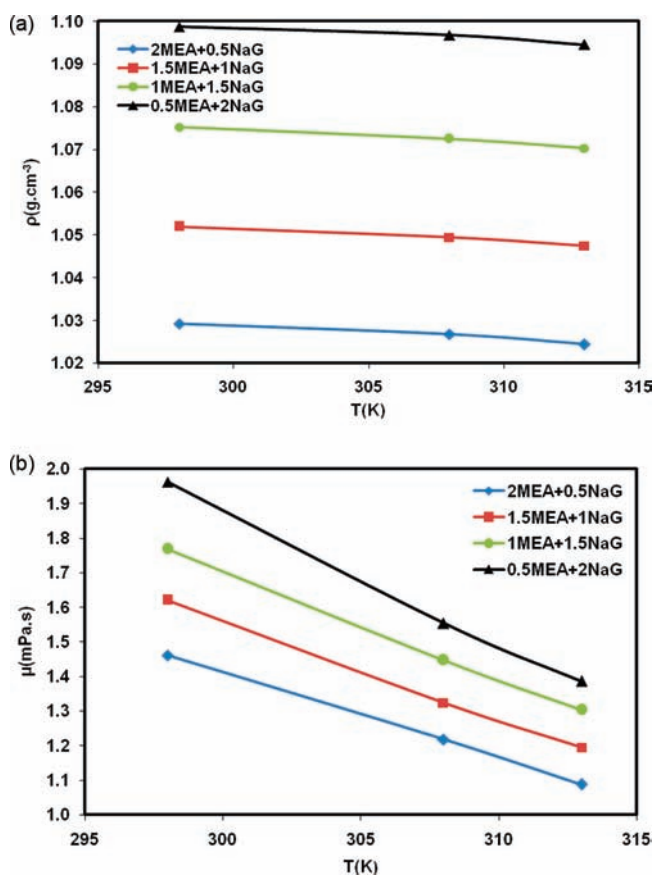 (a)
1.10
1.09
1.08
1.07
1.06
1.05
1.04
1.03
1.02
ρ(g.cm⁻³)
2MEA+0.5NaG
1.5MEA+1NaG
1MEA+1.5NaG
0.5MEA+2NaG
295 300 305 310 315
T(K)
(b)
2.0
1.9
1.8
1.7
1.6
1.5
1.4
1.3
1.2
1.1
1.0
μ(mPa.s)
2MEA+0.5NaG
1.5MEA+1NaG
1MEA+1.5NaG
0.5MEA+2NaG
295 300 305 310 315
T(K)